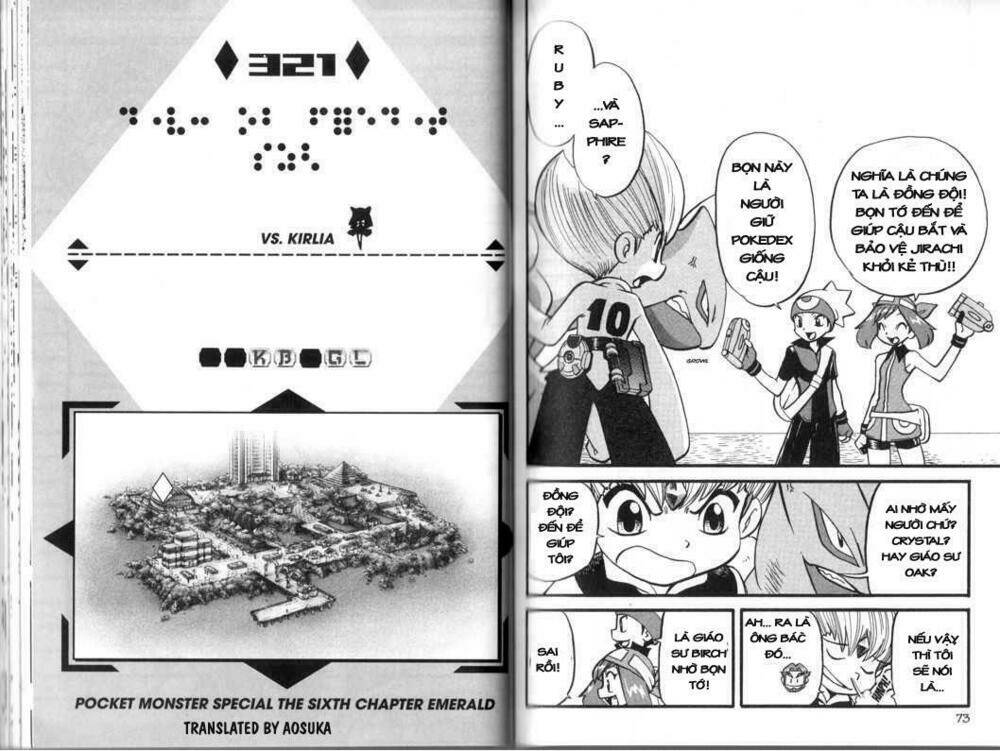 321
VS. KIRLIA
K B G L
POCKET MONSTER SPECIAL THE SIXTH CHAPTER EMERALD
TRANSLATED BY AOSUKA
RUBY...
...VÀ
SAP-
PHIRE
?
BỌN NÀY
LÀ
NGƯỜI
GIỮ
POKEDEX
GIỐNG
CẬU!
NGHĨA LÀ CHÚNG
TA LÀ ĐỒNG ĐỘI!
BỌN TỚ ĐẾN ĐỂ
GIÚP CẬU BẮT VÀ
BẢO VỆ JIRACHI
KHỎI KẺ THÙ!!
10
GROWL
ĐỒNG
ĐỘI?
ĐẾN ĐỂ
GIÚP
TÔI?
AI NHỜ MẤY
NGƯỜI CHỨ?
CRYSTAL?
HAY GIÁO SƯ
OAK?
SAI
RỒI!
LÀ GIÁO
SƯ BIRCH
NHỜ BỌN
TỚ!
AH... RA LÀ
ÔNG BÁC
ĐÓ...
NẾU VẬY
THÌ TÔI
SẼ NÓI
LÀ...
73